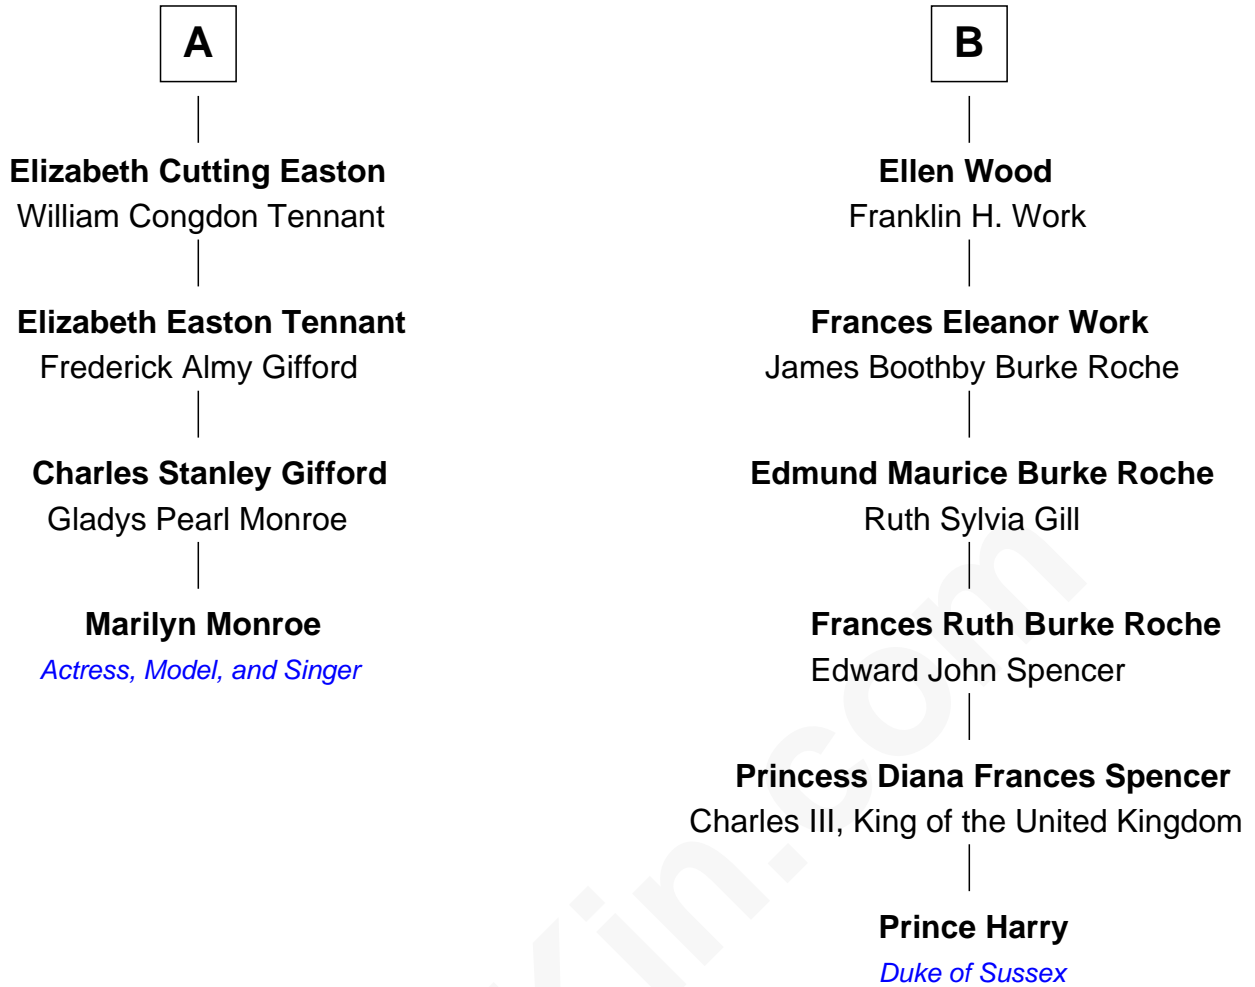 A
Elizabeth Cutting Easton
William Congdon Tennant
Elizabeth Easton Tennant
Frederick Almy Gifford
Charles Stanley Gifford
Gladys Pearl Monroe
Marilyn Monroe
Actress, Model, and Singer
B
Ellen Wood
Franklin H. Work
Frances Eleanor Work
James Boothby Burke Roche
Edmund Maurice Burke Roche
Ruth Sylvia Gill
Frances Ruth Burke Roche
Edward John Spencer
Princess Diana Frances Spencer
Charles III, King of the United Kingdom
Prince Harry
Duke of Sussex
Kin.com